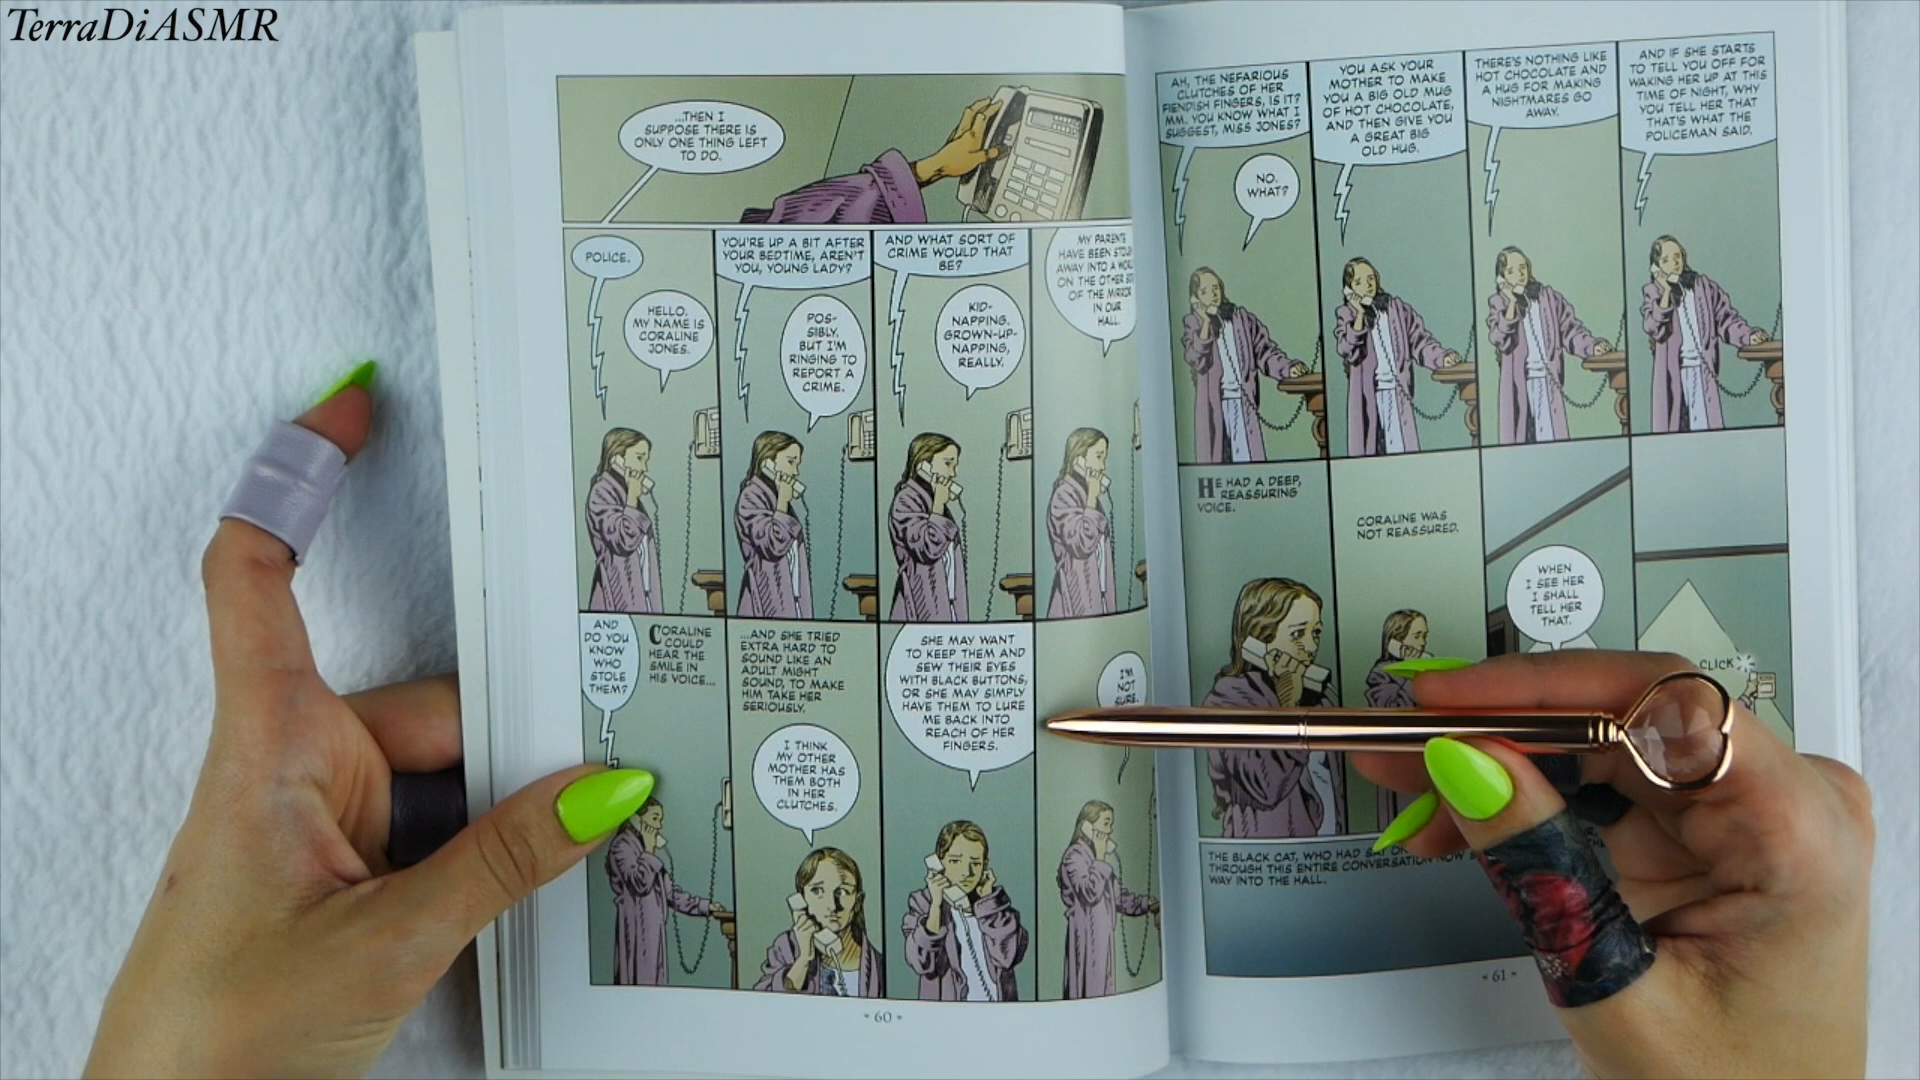 TerraDiASMR
...THEN I
SUPPOSE THERE IS
ONLY ONE THING LEFT
TO DO.
POLICE.
HELLO.
MY NAME IS
CORALINE
JONES.
YOU'RE UP A BIT AFTER
YOUR BEDTIME, AREN'T
YOU, YOUNG LADY?
POS-
SIBLY.
BUT I'M
RINGING TO
REPORT A
CRIME.
AND WHAT SORT OF
CRIME WOULD THAT
BE?
KID-
NAPPING.
GROWN-UP-
NAPPING,
REALLY.
MY PARENTS
HAVE BEEN
AWAY INTO A
ON THE OTHER
OF THE MIRROR
IN OUR
HALL.
AND
DO YOU
KNOW
WHO
STOLE
THEM?
CORALINE
COULD
HEAR THE
SMILE IN
HIS VOICE...
...AND SHE TRIED
EXTRA HARD TO
SOUND LIKE AN
ADULT MIGHT
SOUND, TO MAKE
HIM TAKE HER
SERIOUSLY.
I THINK
MY OTHER
MOTHER HAS
THEM BOTH
IN HER
CLUTCHES.
SHE MAY WANT
TO KEEP THEM AND
SEW THEIR EYES
WITH BLACK BUTTONS,
OR SHE MAY SIMPLY
HAVE THEM TO LURE
ME BACK INTO
REACH OF HER
FINGERS.
I'M
NOT
SURE.
60
AH, THE NEFARIOUS
CLUTCHES OF HER
FIENDISH FINGERS, IS IT?
MM. YOU KNOW WHAT I
SUGGEST, MISS JONES?
NO.
WHAT?
YOU ASK YOUR
MOTHER TO MAKE
YOU A BIG OLD MUG
OF HOT CHOCOLATE,
AND THEN GIVE YOU
A GREAT BIG
OLD HUG.
THERE'S NOTHING LIKE
HOT CHOCOLATE AND
A HUG FOR MAKING
NIGHTMARES GO
AWAY.
AND IF SHE STARTS
TO TELL YOU OFF FOR
WAKING HER UP AT THIS
TIME OF NIGHT, WHY
YOU TELL HER THAT
THAT'S WHAT THE
POLICEMAN SAID.
HE HAD A DEEP,
REASSURING
VOICE.
CORALINE WAS
NOT REASSURED.
WHEN
I SEE HER
I SHALL
TELL HER
THAT.
CLICK
THE BLACK CAT, WHO HAD SAT
THROUGH THIS ENTIRE CONVERSATION NOW
WAY INTO THE HALL.
61